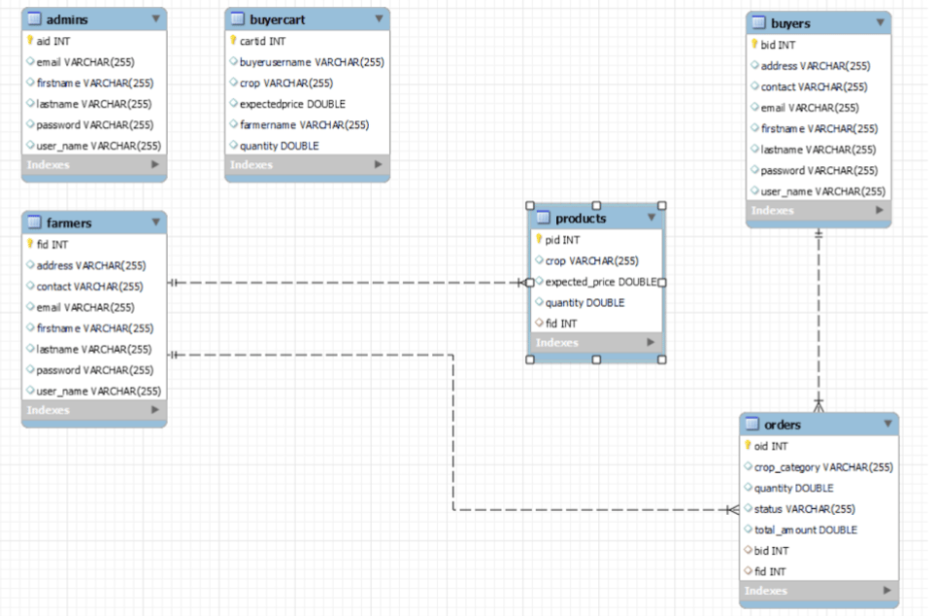 admins
aid INT
email VARCHAR(255)
firstname VARCHAR(255)
lastname VARCHAR(255)
password VARCHAR(255)
user_name VARCHAR(255)
Indexes
buyercart
cartid INT
buyerusername VARCHAR(255)
crop VARCHAR(255)
expectedprice DOUBLE
farmername VARCHAR(255)
quantity DOUBLE
Indexes
buyers
bid INT
address VARCHAR(255)
contact VARCHAR(255)
email VARCHAR(255)
firstname VARCHAR(255)
lastname VARCHAR(255)
password VARCHAR(255)
user_name VARCHAR(255)
Indexes
farmers
fid INT
address VARCHAR(255)
contact VARCHAR(255)
email VARCHAR(255)
firstname VARCHAR(255)
lastname VARCHAR(255)
password VARCHAR(255)
user_name VARCHAR(255)
Indexes
products
pid INT
crop VARCHAR(255)
expected_price DOUBLE
quantity DOUBLE
fid INT
Indexes
orders
oid INT
crop_category VARCHAR(255)
quantity DOUBLE
status VARCHAR(255)
total_amount DOUBLE
bid INT
fid INT
Indexes